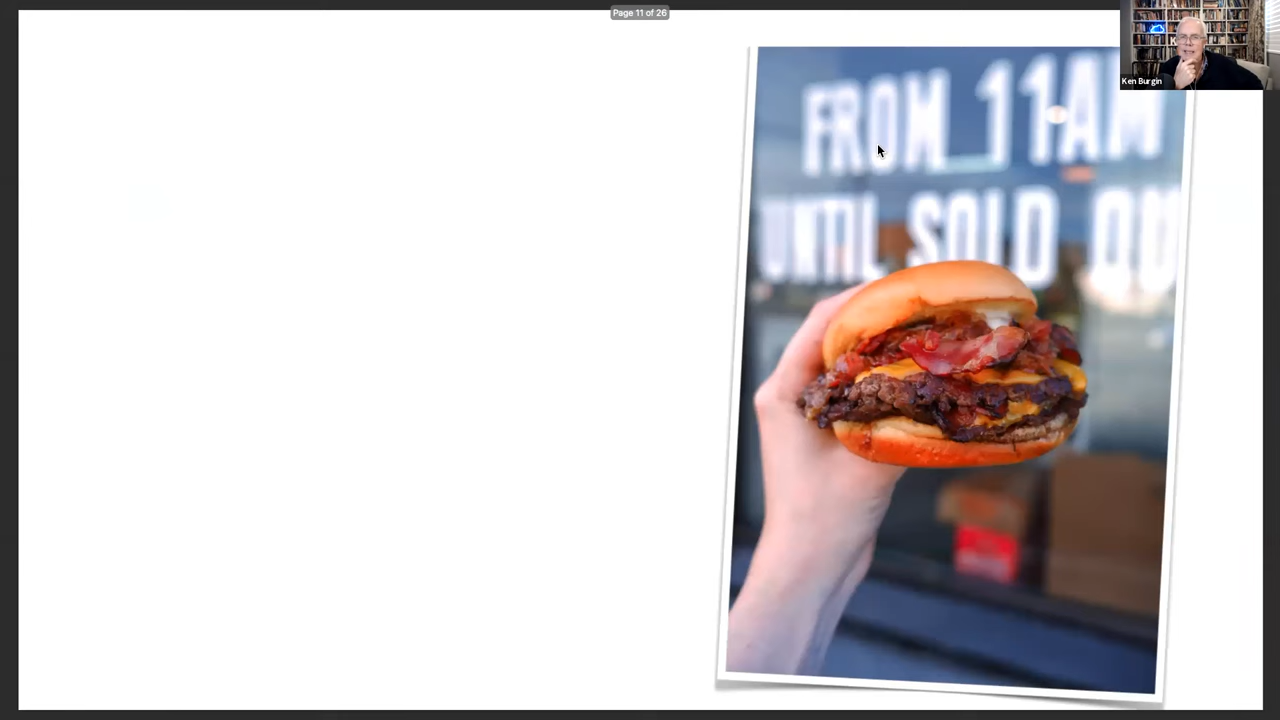 Page 11 of 26
Ken Burgin
FROM 11AM
UNTIL SOLD OU